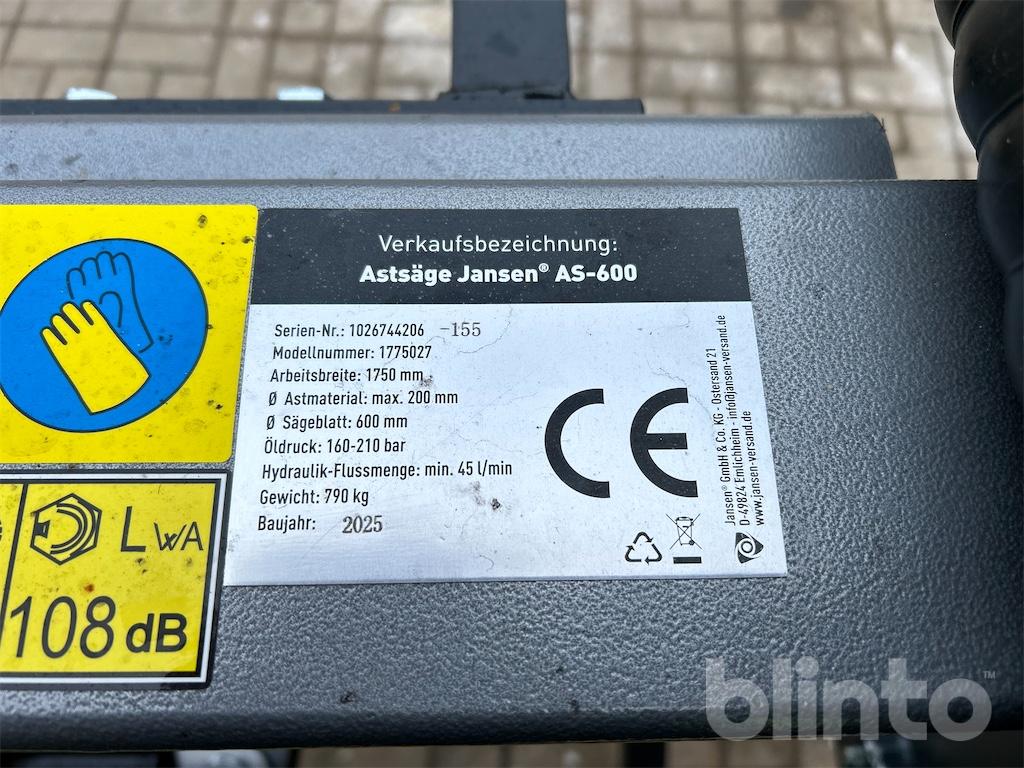 Verkaufsbezeichnung:
Astsäge Jansen® AS-600
Serien-Nr.: 1026744206 -155
Modellnummer: 1775027
Arbeitsbreite: 1750 mm
Ø Astmaterial: max. 200 mm
Ø Sägeblatt: 600 mm
Öldruck: 160-210 bar
Hydraulik-Flussmenge: min. 45 l/min
Gewicht: 790 kg
Baujahr: 2025
CE
Jansen® GmbH & Co. KG - Ostersand 21
D-49824 Emlichheim - info@jansen-versand.de
www.jansen-versand.de
LWA
108 dB
blinto™